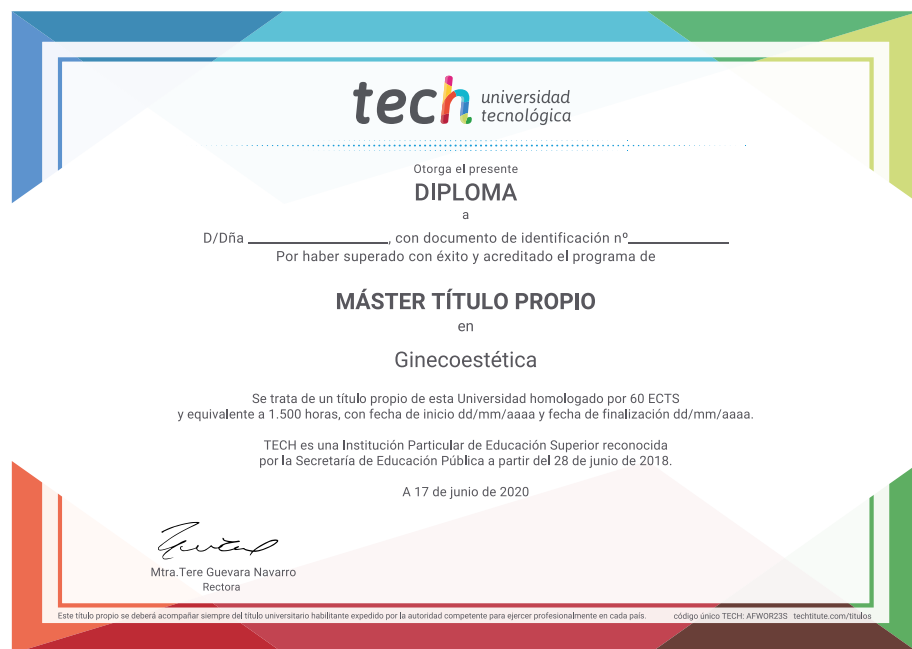 tech universidad
tecnológica
Otorga el presente
DIPLOMA
a
D/Dña ________________, con documento de identificación nº____________
Por haber superado con éxito y acreditado el programa de
MÁSTER TÍTULO PROPIO
en
Ginecoestética
Se trata de un título propio de esta Universidad homologado por 60 ECTS
y equivalente a 1.500 horas, con fecha de inicio dd/mm/aaaa y fecha de finalización dd/mm/aaaa.
TECH es una Institución Particular de Educación Superior reconocida
por la Secretaría de Educación Pública a partir del 28 de junio de 2018.
A 17 de junio de 2020
Mtra.Tere Guevara Navarro
Rectora
Este título propio se deberá acompañar siempre del título universitario habilitante expedido por la autoridad competente para ejercer profesionalmente en cada país. código único TECH: AFWOR23S techtitute.com/titulos